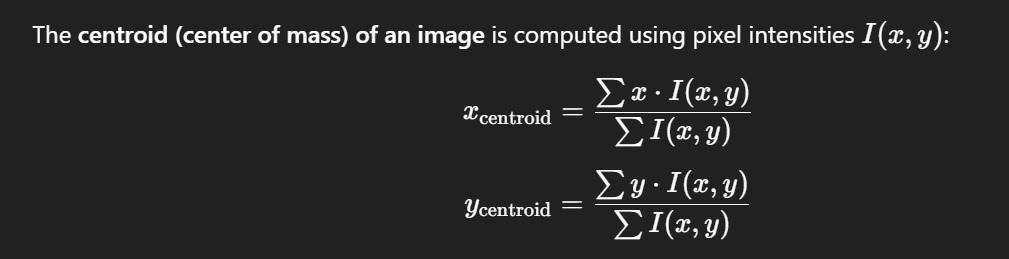 The centroid (center of mass) of an image is computed using pixel intensities I(x, y):
x_centroid = ∑ x · I(x, y) / ∑ I(x, y)
y_centroid = ∑ y · I(x, y) / ∑ I(x, y)